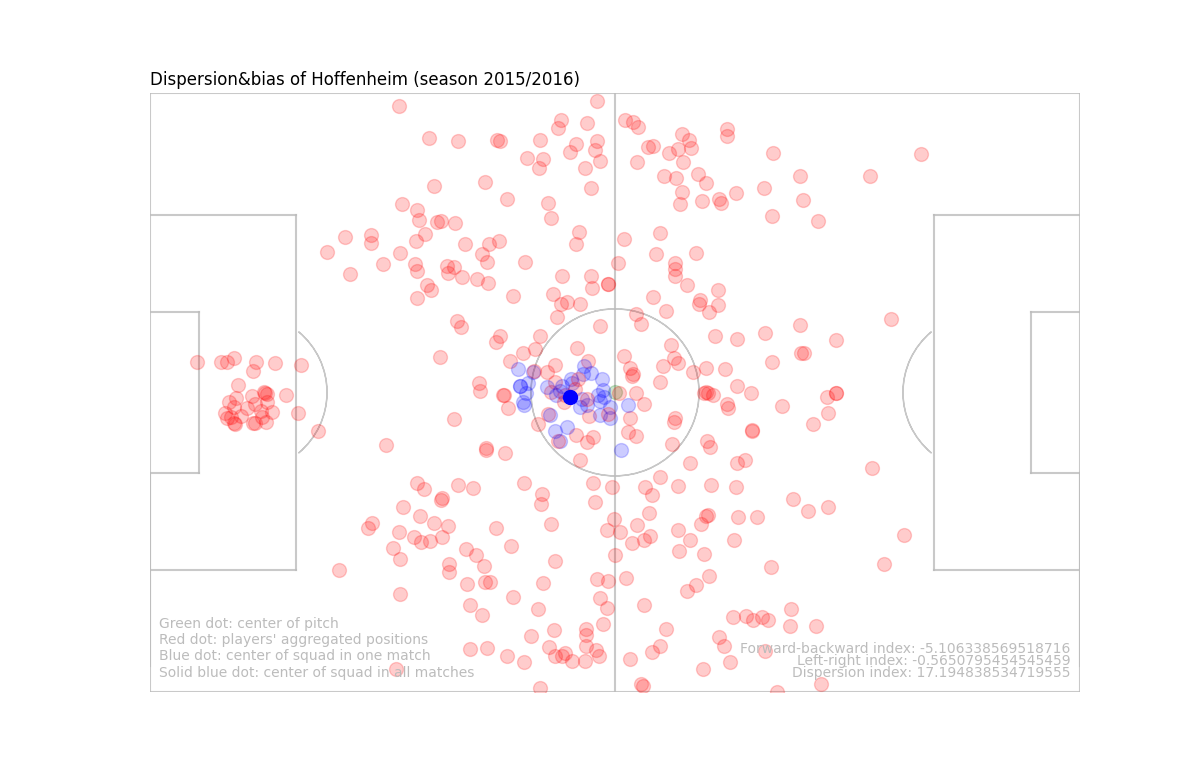 Dispersion&bias of Hoffenheim (season 2015/2016)
Green dot: center of pitch
Red dot: players' aggregated positions
Blue dot: center of squad in one match
Solid blue dot: center of squad in all matches
Forward-backward index: -5.106338569518716
Left-right index: -0.5650795454545459
Dispersion index: 17.194838534719555